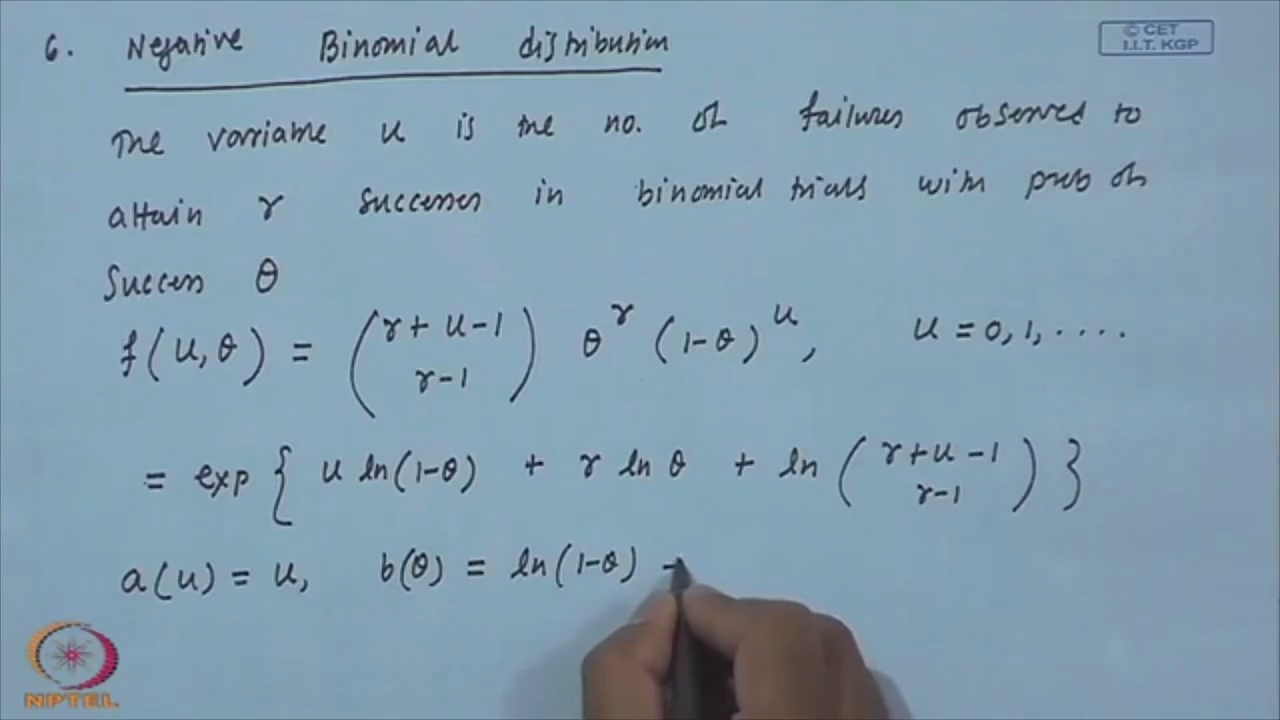 © CET
I.I.T. KGP
6. Negative Binomial distribution
The variable u is the no. of failures observed to
attain r successes in binomial trials with prob of
success θ
f(u,θ) = (r+u-1 r-1) θ^r (1-θ)^u, u = 0,1,....
= exp { u ln(1-θ) + r ln θ + ln (r+u-1 r-1) }
a(u) = u, b(θ) = ln(1-θ) -
NPTEL